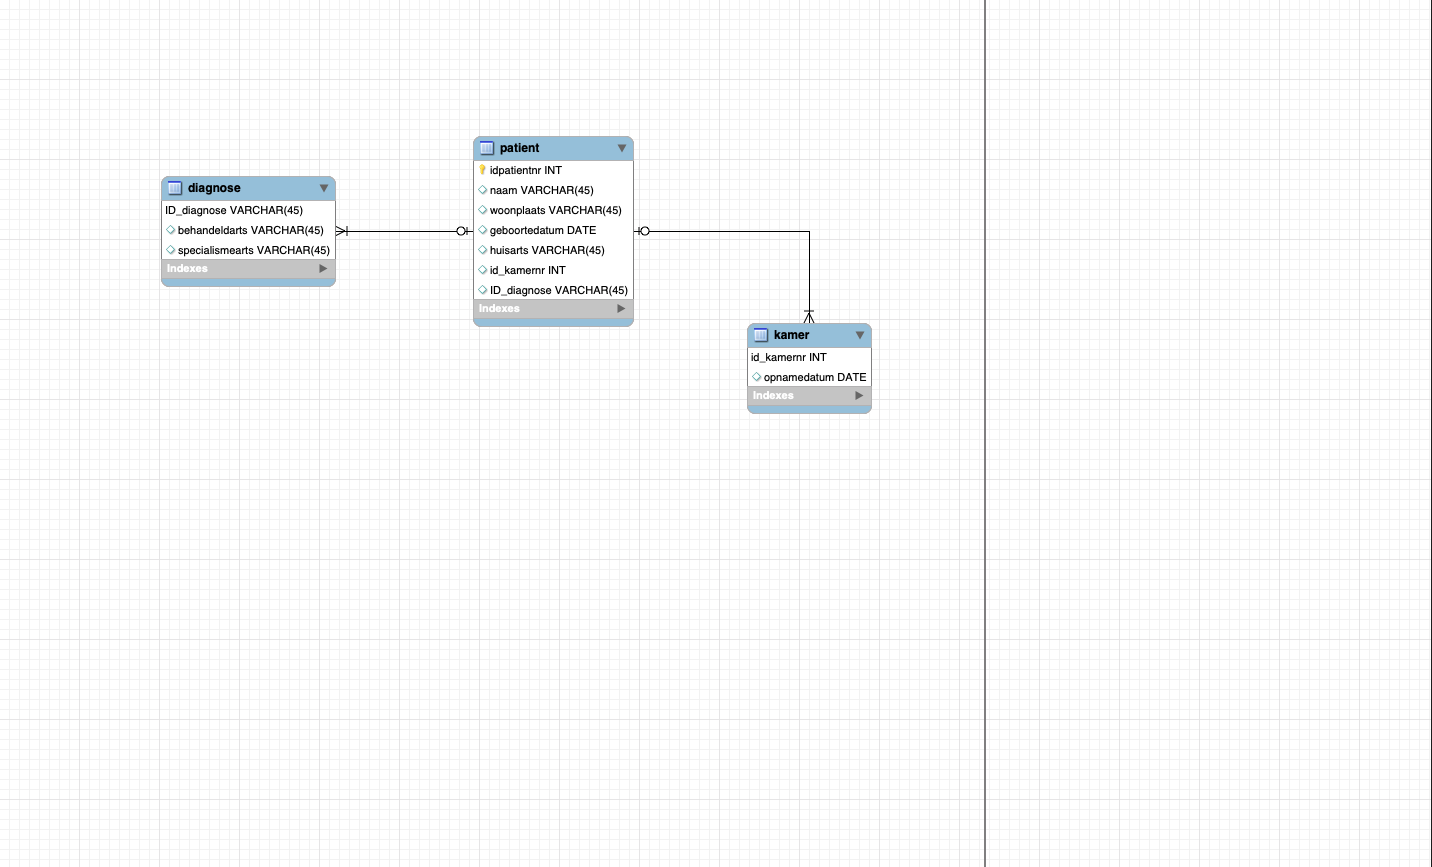 diagnose
ID_diagnose VARCHAR(45)
behandeldarts VARCHAR(45)
specialismearts VARCHAR(45)
Indexes
patient
idpatientnr INT
naam VARCHAR(45)
woonplaats VARCHAR(45)
geboortedatum DATE
huisarts VARCHAR(45)
id_kamernr INT
ID_diagnose VARCHAR(45)
Indexes
kamer
id_kamernr INT
opnamedatum DATE
Indexes